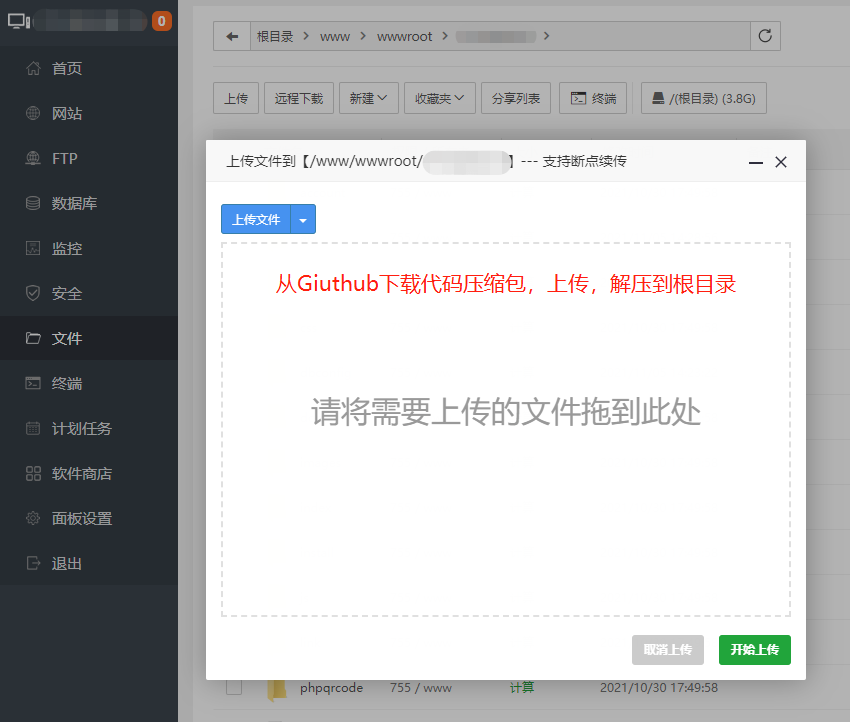 0
首页
网站
FTP
数据库
监控
安全
文件
终端
计划任务
软件商店
面板设置
退出
根目录 > www > wwwroot > >
上传 远程下载 新建 收藏夹 分享列表 终端 /(根目录) (3.8G)
上传文件到【/www/wwwroot/ 】--- 支持断点续传
上传文件
从Giuthub下载代码压缩包，上传，解压到根目录
请将需要上传的文件拖到此处
取消上传 开始上传
phpqrcode 755 / www 计算 2021/10/30 17:49:58